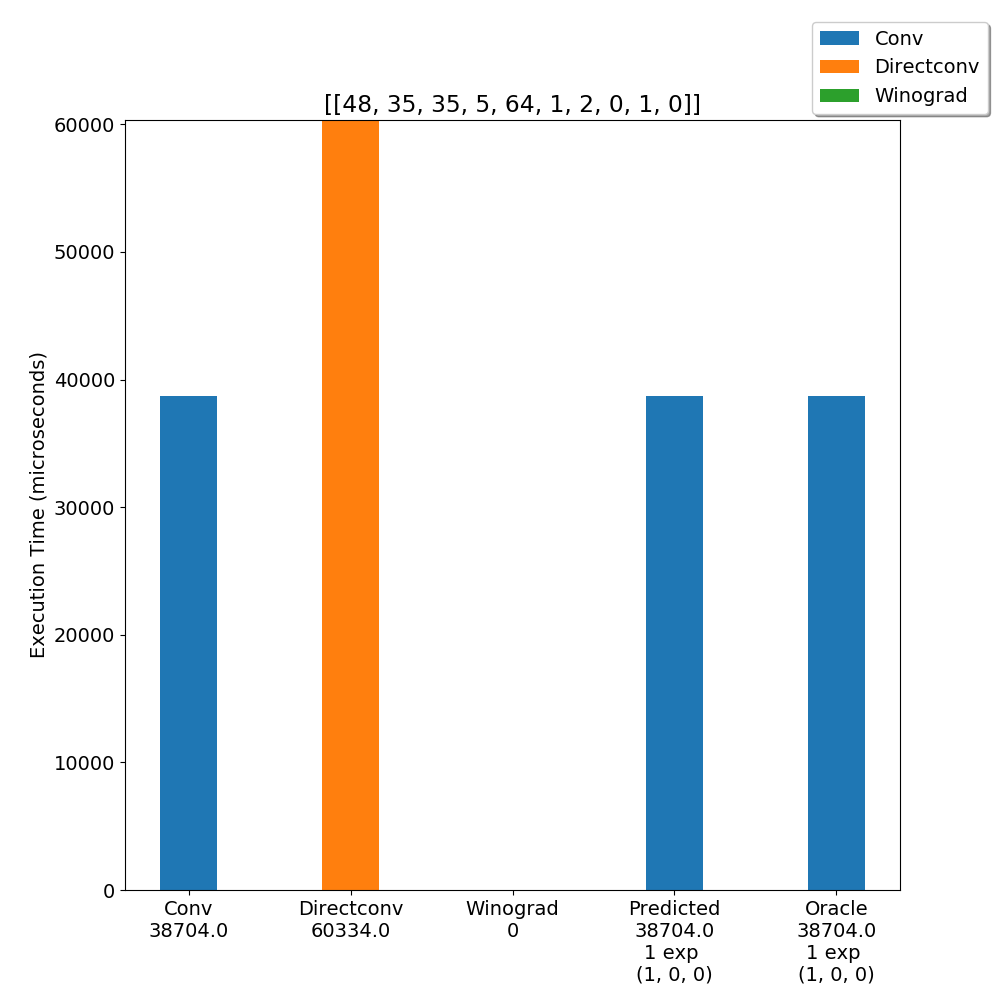 Conv
Directconv
Winograd
[[48, 35, 35, 5, 64, 1, 2, 0, 1, 0]]
60000
50000
40000
30000
20000
10000
0
Execution Time (microseconds)
Conv
38704.0
Directconv
60334.0
Winograd
0
Predicted
38704.0
1 exp
(1, 0, 0)
Oracle
38704.0
1 exp
(1, 0, 0)